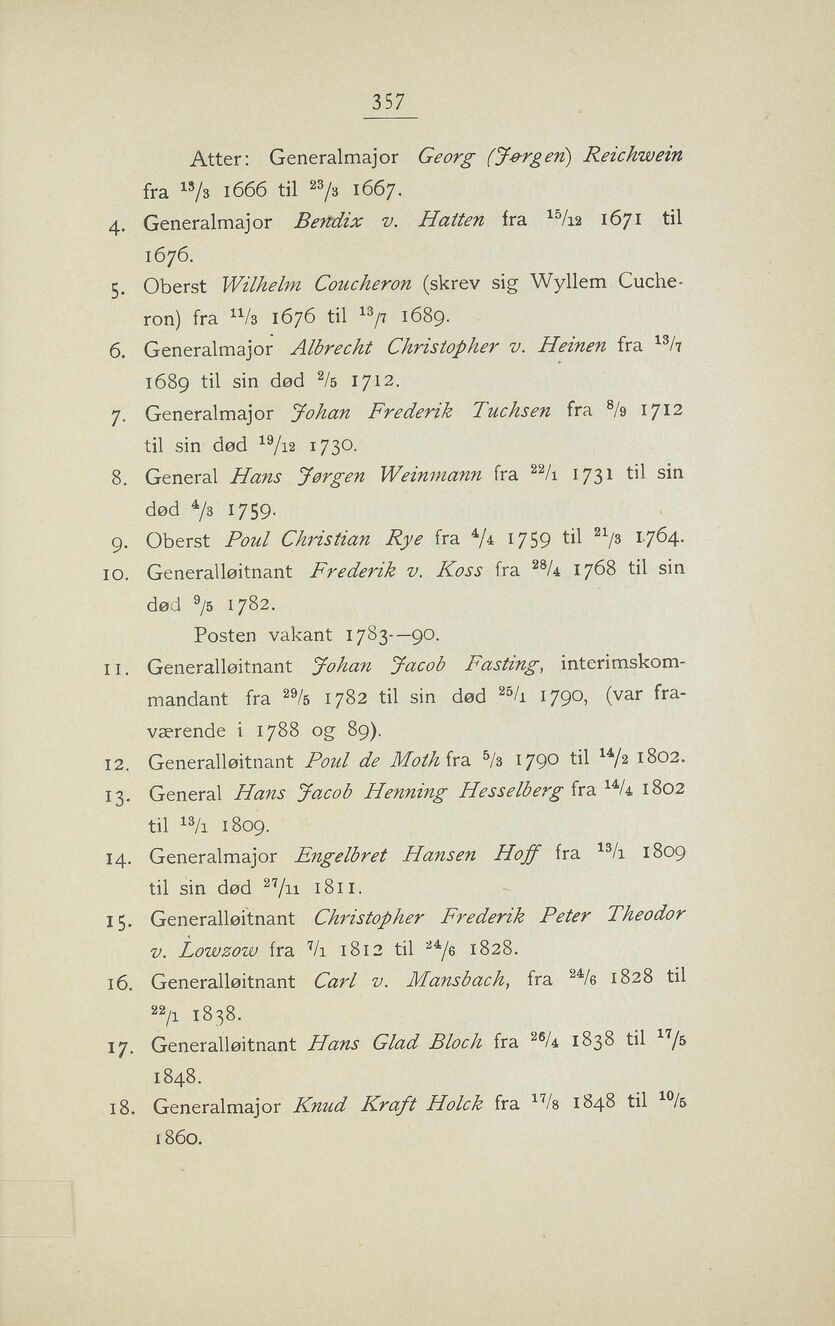 357
Atter: Generalmajor Georg (Jørgen) Reichwein
fra 13/3 1666 til 23/3 1667.
4. Generalmajor Bendix v. Hatten fra 15/12 1671 til
1676.
5. Oberst Wilhelm Coucheron (skrev sig Wyllem Cuche-
ron) fra 11/3 1676 til 13/7 1689.
6. Generalmajor Albrecht Christopher v. Heinen fra 13/7
1689 til sin død 2/5 1712.
7. Generalmajor Johan Frederik Tuchsen fra 8/9 1712
til sin død 19/12 1730.
8. General Hans Jørgen Weinmann fra 22/1 1731 til sin
død 4/3 1759.
9. Oberst Poul Christian Rye fra 4/4 1759 til 21/3 1764.
10. Generalløitnant Frederik v. Koss fra 28/4 1768 til sin
død 9/5 1782.
Posten vakant 1783-—90.
11. Generalløitnant Johan Jacob Fasting, interimskom-
mandant fra 29/5 1782 til sin død 25/1 1790, (var fra-
værende i 1788 og 89).
12. Generalløitnant Poul de Moth fra 5/3 1790 til 14/2 1802.
13. General Hans Jacob Henning Hesselberg fra 14/4 1802
til 13/1 1809.
14. Generalmajor Engelbret Hansen Hoff fra 13/1 1809
til sin død 27/11 1811.
15. Generalløitnant Christopher Frederik Peter Theodor
v. Lowzow fra 7/1 1812 til 24/6 1828.
16. Generalløitnant Carl v. Mansbach, fra 24/6 1828 til
22/1 1838.
17. Generalløitnant Hans Glad Bloch fra 26/4 1838 til 17/5
1848.
18. Generalmajor Knud Kraft Holck fra 17/8 1848 til 10/5
1860.